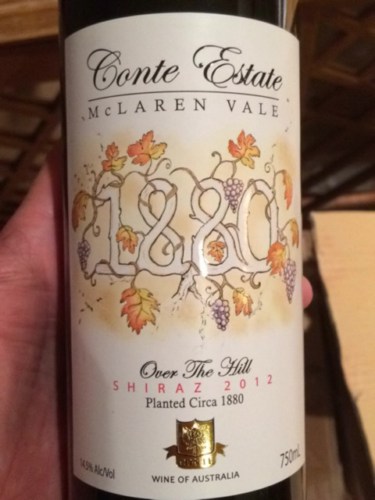 Conte Estate
McLAREN VALE
1880
Over The Hill
SHIRAZ 2012
Planted Circa 1880
14.5% Alc/Vol
750mL
WINE OF AUSTRALIA